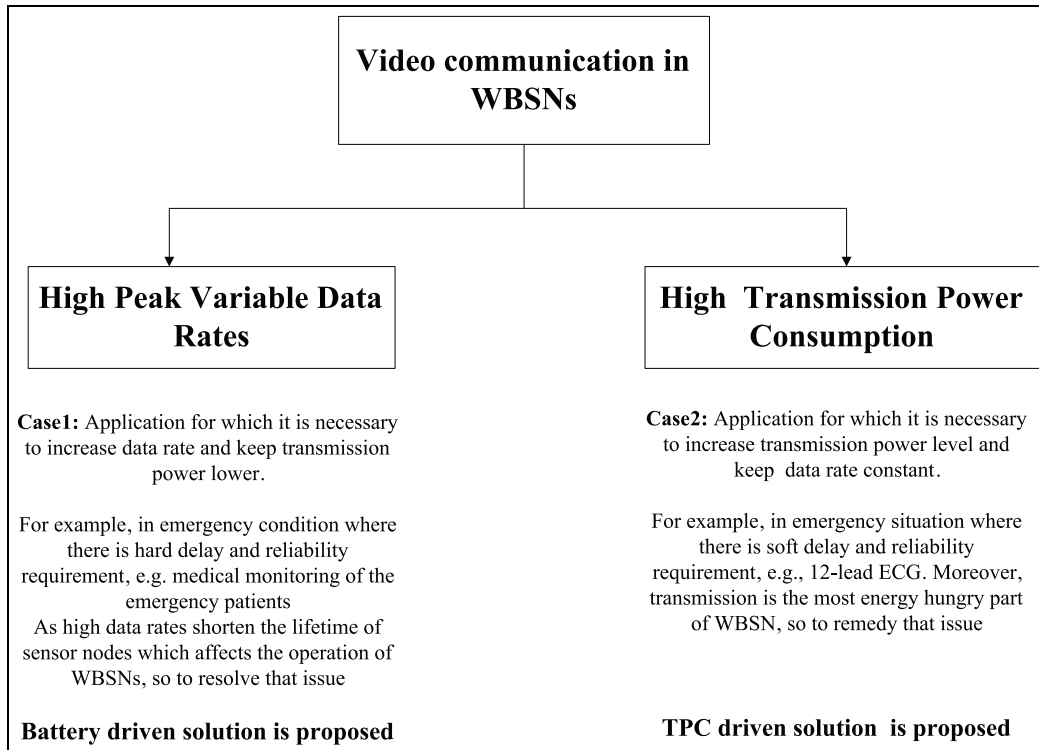 Video communication in
WBSNs
High Peak Variable Data
Rates
Case1: Application for which it is necessary
to increase data rate and keep transmission
power lower.
For example, in emergency condition where
there is hard delay and reliability
requirement, e.g. medical monitoring of the
emergency patients
As high data rates shorten the lifetime of
sensor nodes which affects the operation of
WBSNs, so to resolve that issue
Battery driven solution is proposed
High Transmission Power
Consumption
Case2: Application for which it is necessary
to increase transmission power level and
keep data rate constant.
For example, in emergency situation where
there is soft delay and reliability
requirement, e.g., 12-lead ECG. Moreover,
transmission is the most energy hungry part
of WBSN, so to remedy that issue
TPC driven solution is proposed